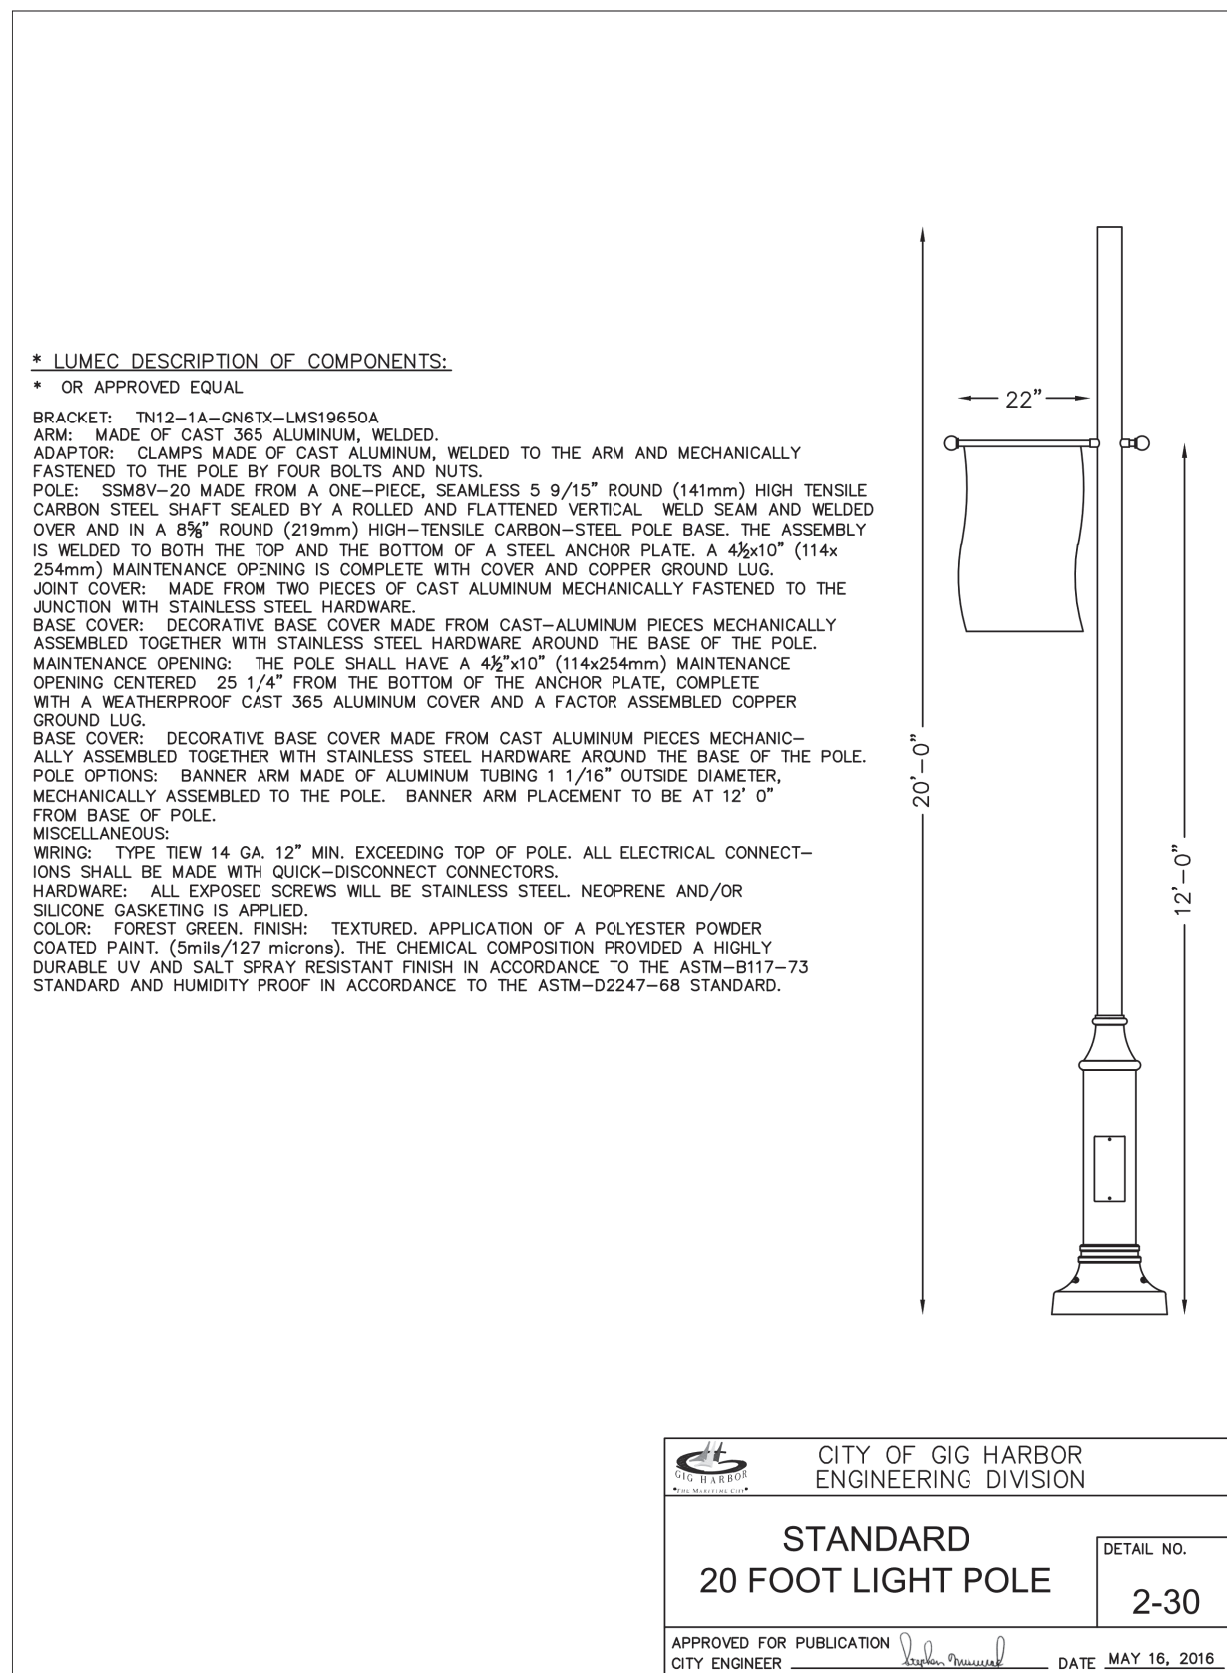 * LUMEC DESCRIPTION OF COMPONENTS:
* OR APPROVED EQUAL
BRACKET: TN12-1A-GN6TX-LMS19650A
ARM: MADE OF CAST 365 ALUMINUM, WELDED.
ADAPTOR: CLAMPS MADE OF CAST ALUMINUM, WELDED TO THE ARM AND MECHANICALLY
FASTENED TO THE POLE BY FOUR BOLTS AND NUTS.
POLE: SSM8V-20 MADE FROM A ONE-PIECE, SEAMLESS 5 9/15" ROUND (141mm) HIGH TENSILE
CARBON STEEL SHAFT SEALED BY A ROLLED AND FLATTENED VERTICAL WELD SEAM AND WELDED
OVER AND IN A 8⅝" ROUND (219mm) HIGH-TENSILE CARBON-STEEL POLE BASE. THE ASSEMBLY
IS WELDED TO BOTH THE TOP AND THE BOTTOM OF A STEEL ANCHOR PLATE. A 4½x10" (114x
254mm) MAINTENANCE OPENING IS COMPLETE WITH COVER AND COPPER GROUND LUG.
JOINT COVER: MADE FROM TWO PIECES OF CAST ALUMINUM MECHANICALLY FASTENED TO THE
JUNCTION WITH STAINLESS STEEL HARDWARE.
BASE COVER: DECORATIVE BASE COVER MADE FROM CAST-ALUMINUM PIECES MECHANICALLY
ASSEMBLED TOGETHER WITH STAINLESS STEEL HARDWARE AROUND THE BASE OF THE POLE.
MAINTENANCE OPENING: THE POLE SHALL HAVE A 4½"x10" (114x254mm) MAINTENANCE
OPENING CENTERED 25 1/4" FROM THE BOTTOM OF THE ANCHOR PLATE, COMPLETE
WITH A WEATHERPROOF CAST 365 ALUMINUM COVER AND A FACTOR ASSEMBLED COPPER
GROUND LUG.
BASE COVER: DECORATIVE BASE COVER MADE FROM CAST ALUMINUM PIECES MECHANIC-
ALLY ASSEMBLED TOGETHER WITH STAINLESS STEEL HARDWARE AROUND THE BASE OF THE POLE.
POLE OPTIONS: BANNER ARM MADE OF ALUMINUM TUBING 1 1/16" OUTSIDE DIAMETER,
MECHANICALLY ASSEMBLED TO THE POLE. BANNER ARM PLACEMENT TO BE AT 12' 0"
FROM BASE OF POLE.
MISCELLANEOUS:
WIRING: TYPE TIEW 14 GA. 12" MIN. EXCEEDING TOP OF POLE. ALL ELECTRICAL CONNECT-
IONS SHALL BE MADE WITH QUICK-DISCONNECT CONNECTORS.
HARDWARE: ALL EXPOSED SCREWS WILL BE STAINLESS STEEL. NEOPRENE AND/OR
SILICONE GASKETING IS APPLIED.
COLOR: FOREST GREEN. FINISH: TEXTURED. APPLICATION OF A POLYESTER POWDER
COATED PAINT. (5mils/127 microns). THE CHEMICAL COMPOSITION PROVIDED A HIGHLY
DURABLE UV AND SALT SPRAY RESISTANT FINISH IN ACCORDANCE TO THE ASTM-B117-73
STANDARD AND HUMIDITY PROOF IN ACCORDANCE TO THE ASTM-D2247-68 STANDARD.
22"
20'-0"
12'-0"
GIG HARBOR
"THE MARITIME CITY"
CITY OF GIG HARBOR
ENGINEERING DIVISION
STANDARD
20 FOOT LIGHT POLE
DETAIL NO.
2-30
APPROVED FOR PUBLICATION
CITY ENGINEER
DATE MAY 16, 2016